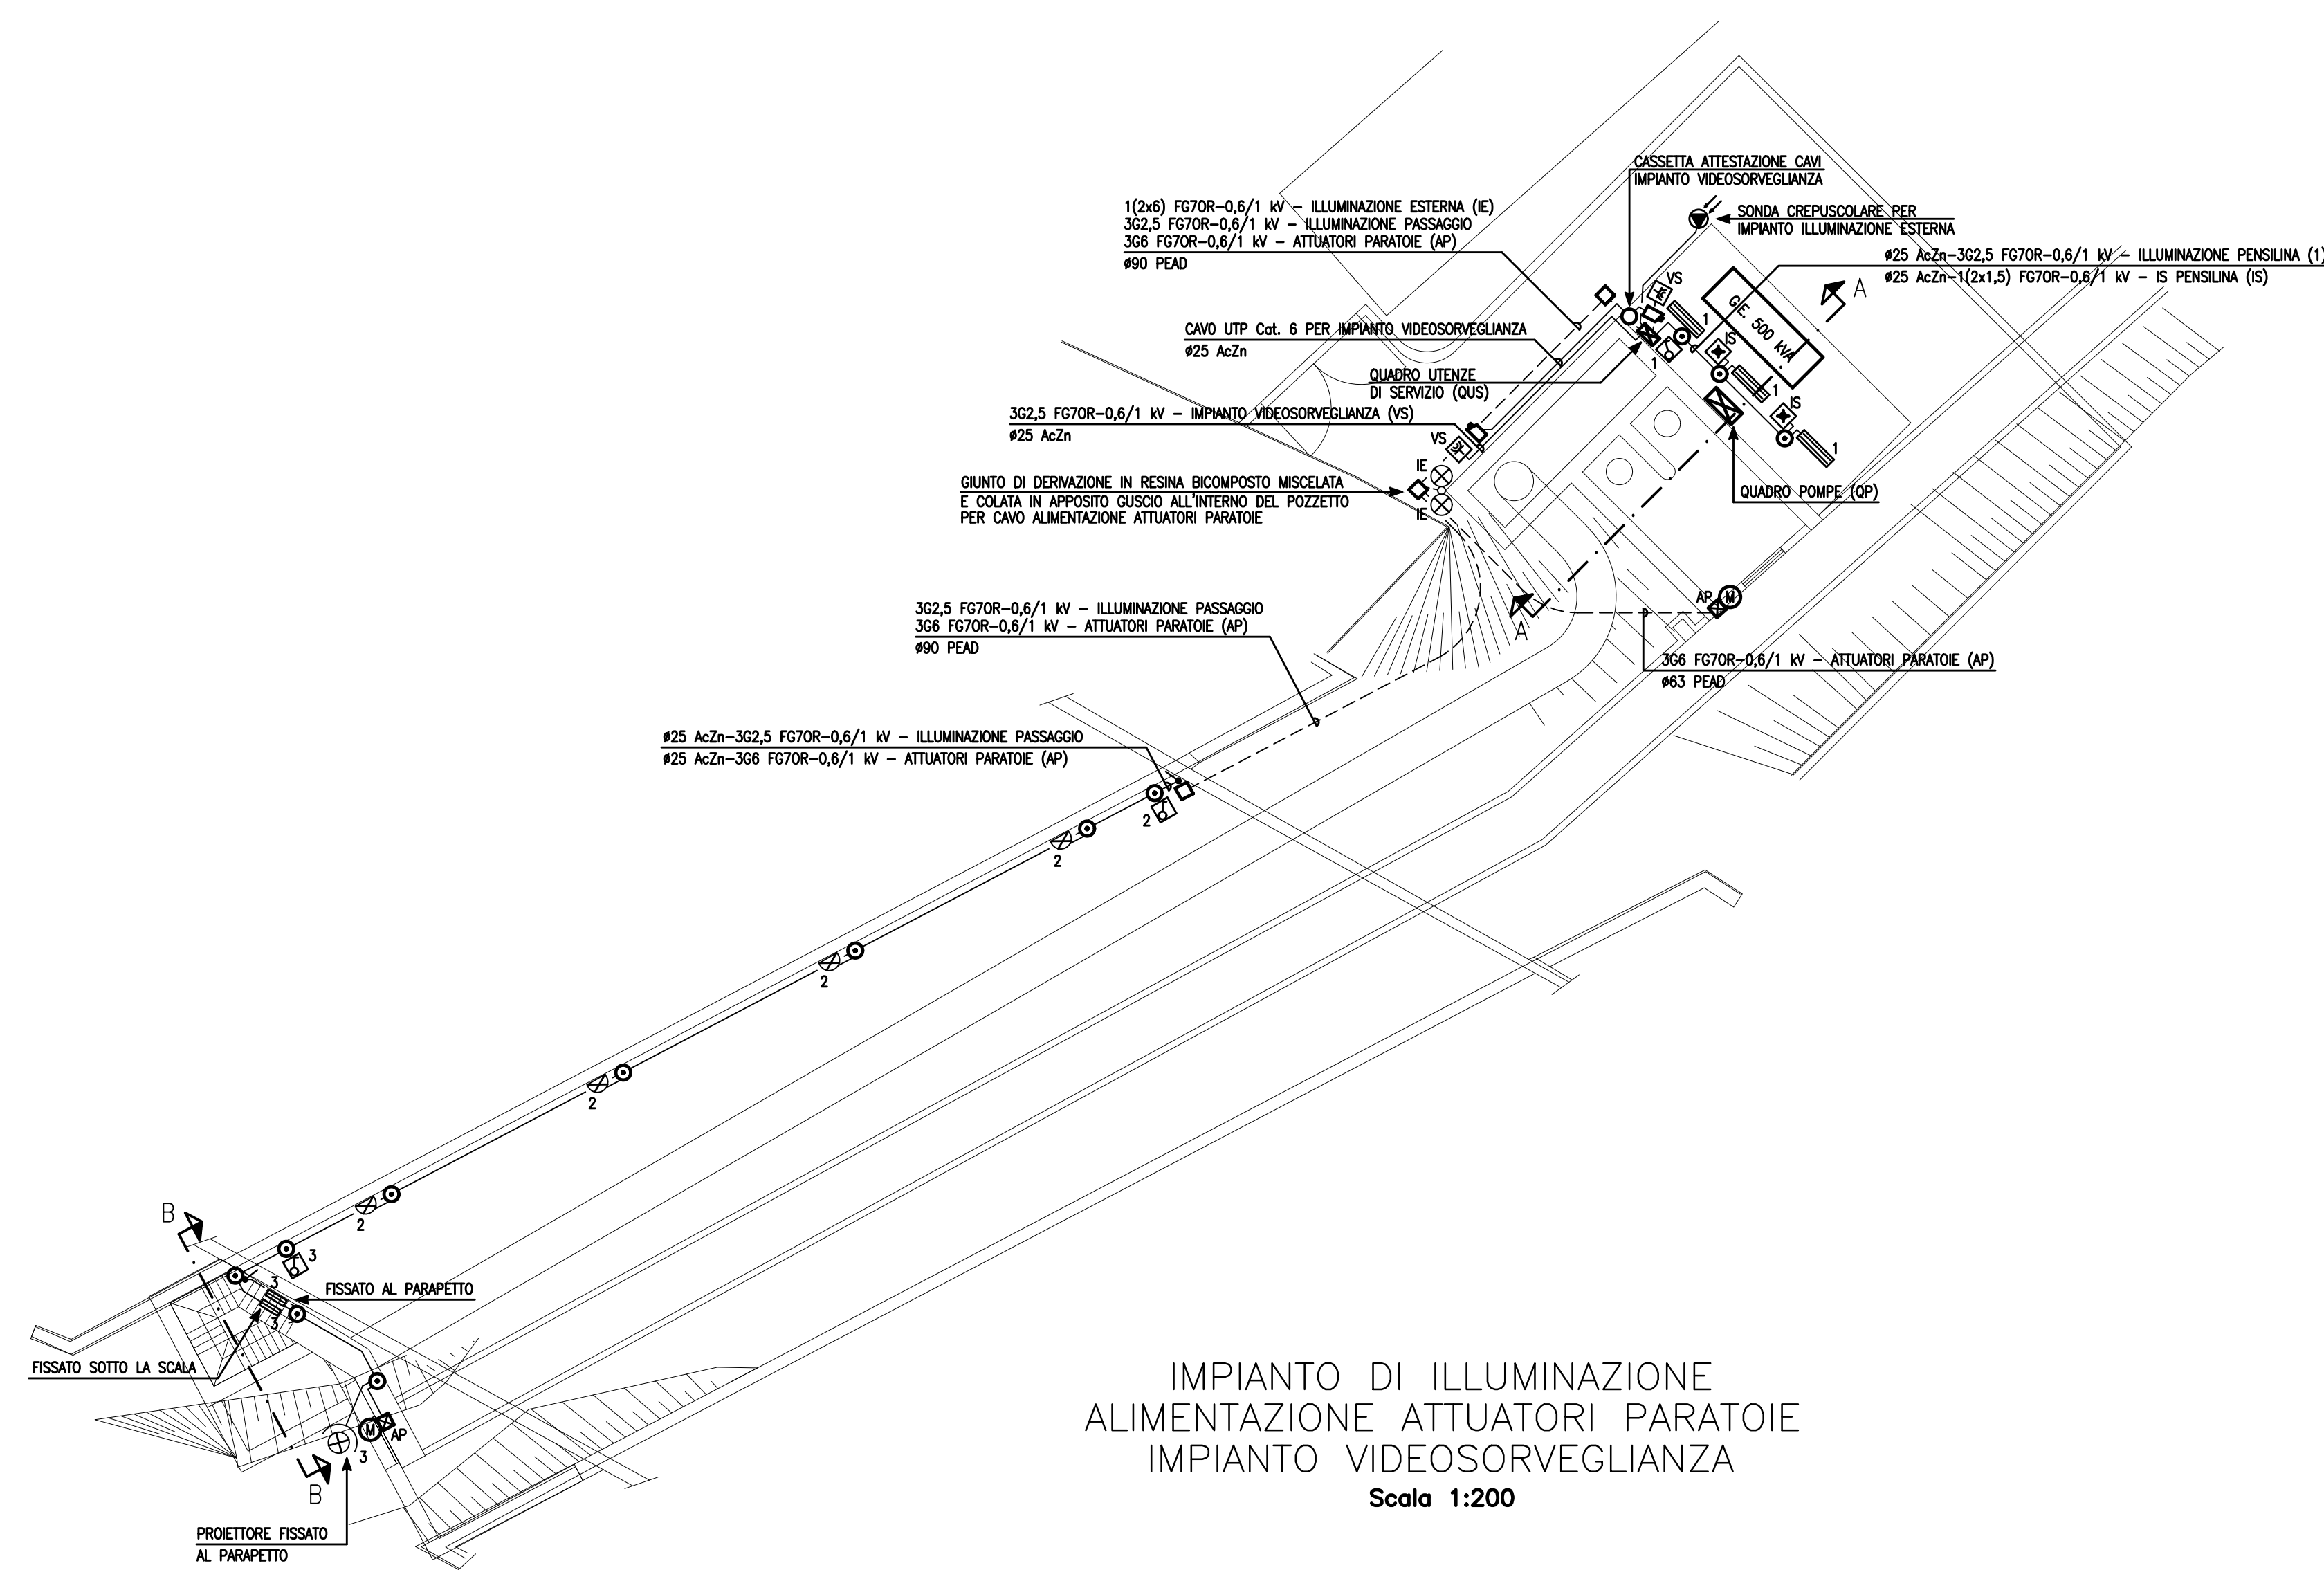 CASSETTA ATTESTAZIONE CAVI
IMPIANTO VIDEOSORVEGLIANZA
1(2x6) FG7OR-0,6/1 kV - ILLUMINAZIONE ESTERNA (IE)
3G2,5 FG7OR-0,6/1 kV - ILLUMINAZIONE PASSAGGIO
3G6 FG7OR-0,6/1 kV - ATTUATORI PARATOIE (AP)
ø90 PEAD
SONDA CREPUSCOLARE PER
IMPIANTO ILLUMINAZIONE ESTERNA
ø25 AcZn-3G2,5 FG7OR-0,6/1 kV - ILLUMINAZIONE PENSILINA (1)
ø25 AcZn-1(2x1,5) FG7OR-0,6/1 kV - IS PENSILINA (IS)
VS
A
G.E. 500 kVA
1
IS
1
1
IS
1
CAVO UTP Cat. 6 PER IMPIANTO VIDEOSORVEGLIANZA
ø25 AcZn
QUADRO UTENZE
DI SERVIZIO (QUS)
3G2,5 FG7OR-0,6/1 kV - IMPIANTO VIDEOSORVEGLIANZA (VS)
ø25 AcZn
VS
IE
IE
GIUNTO DI DERIVAZIONE IN RESINA BICOMPOSTO MISCELATA
E COLATA IN APPOSITO GUSCIO ALL'INTERNO DEL POZZETTO
PER CAVO ALIMENTAZIONE ATTUATORI PARATOIE
QUADRO POMPE (QP)
AP
M
A
3G2,5 FG7OR-0,6/1 kV - ILLUMINAZIONE PASSAGGIO
3G6 FG7OR-0,6/1 kV - ATTUATORI PARATOIE (AP)
ø90 PEAD
3G6 FG7OR-0,6/1 kV - ATTUATORI PARATOIE (AP)
ø63 PEAD
ø25 AcZn-3G2,5 FG7OR-0,6/1 kV - ILLUMINAZIONE PASSAGGIO
ø25 AcZn-3G6 FG7OR-0,6/1 kV - ATTUATORI PARATOIE (AP)
2
2
2
2
2
B
3
3
FISSATO AL PARAPETTO
3
FISSATO SOTTO LA SCALA
M
AP
3
B
PROIETTORE FISSATO
AL PARAPETTO
IMPIANTO DI ILLUMINAZIONE
ALIMENTAZIONE ATTUATORI PARATOIE
IMPIANTO VIDEOSORVEGLIANZA
Scala 1:200